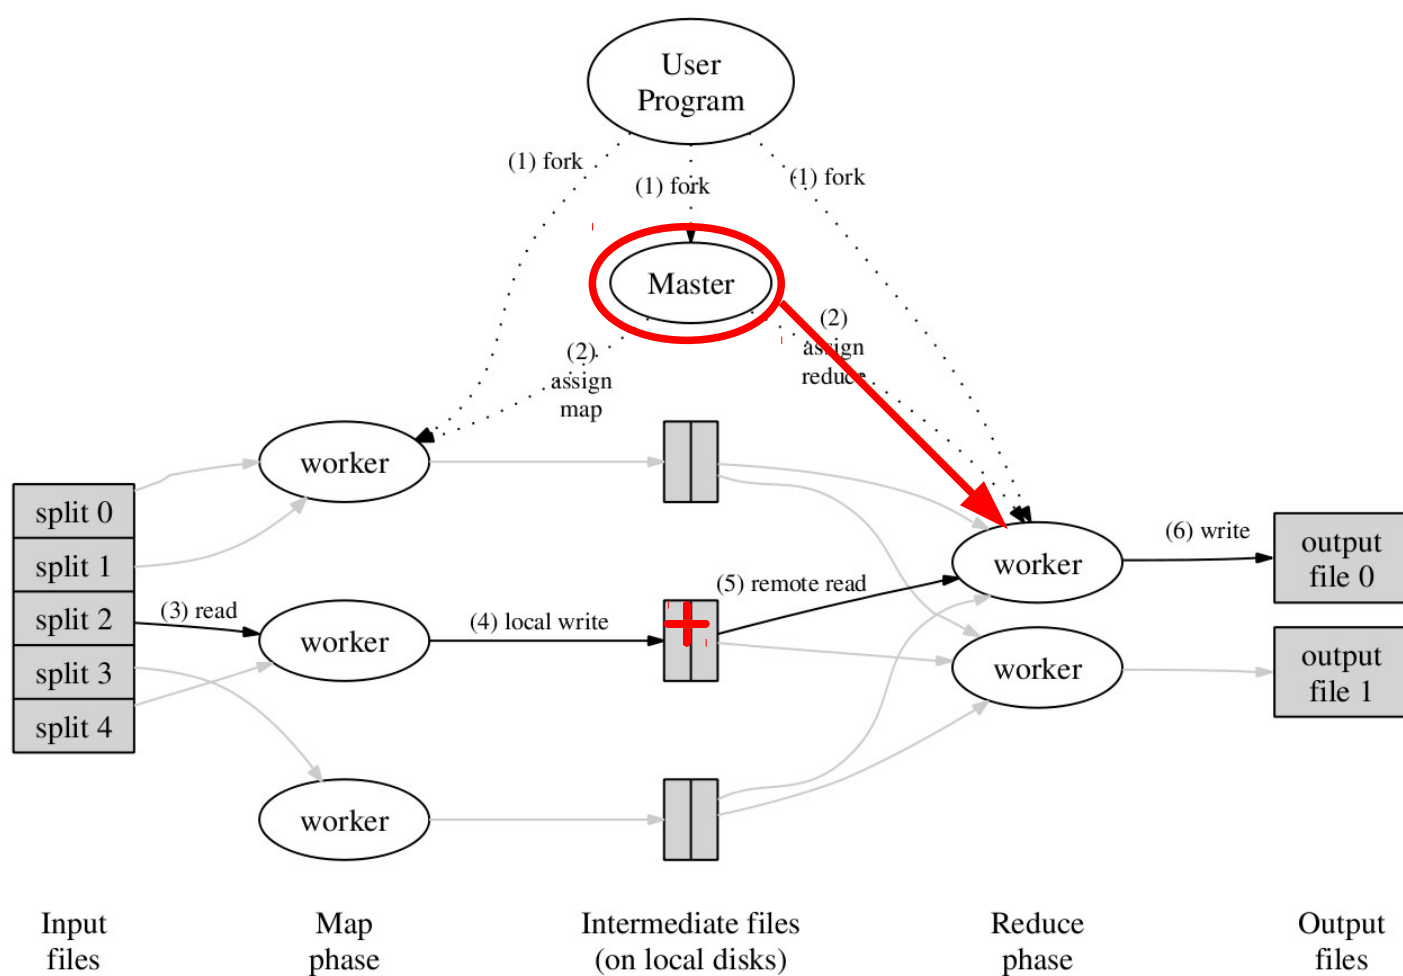 User
Program
(1) fork
(1) fork
(1) fork
Master
(2)
assign
map
(2)
assign
reduce
worker
split 0
split 1
split 2
split 3
split 4
(3) read
worker
(4) local write
(5) remote read
worker
(6) write
output
file 0
worker
output
file 1
worker
Input
files
Map
phase
Intermediate files
(on local disks)
Reduce
phase
Output
files